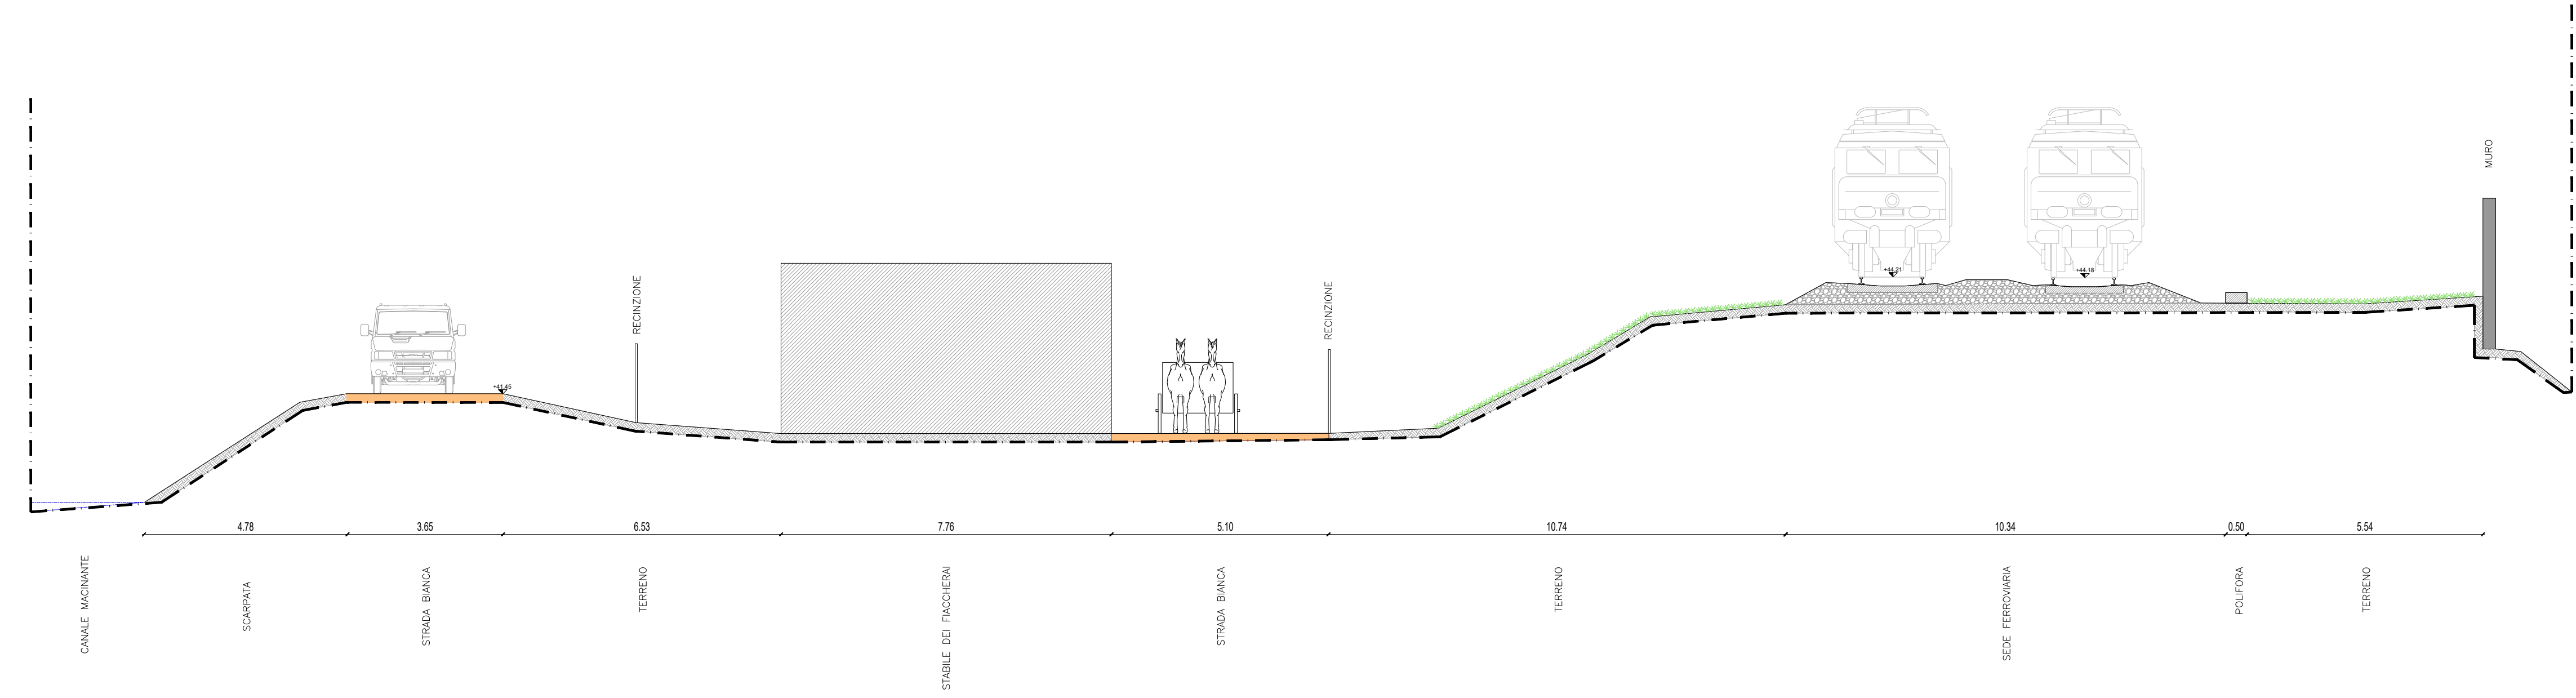 MURO
+44.21
+44.18
RECINZIONE
RECINZIONE
+41.45
4.78
3.65
6.53
7.76
5.10
10.74
10.34
0.50
5.54
CANALE MACINANTE
SCARPATA
STRADA BIANCA
TERRENO
STABILE DEI FIACCHERAI
STRADA BIANCA
TERRENO
SEDE FERROVIARIA
POLIFORA
TERRENO